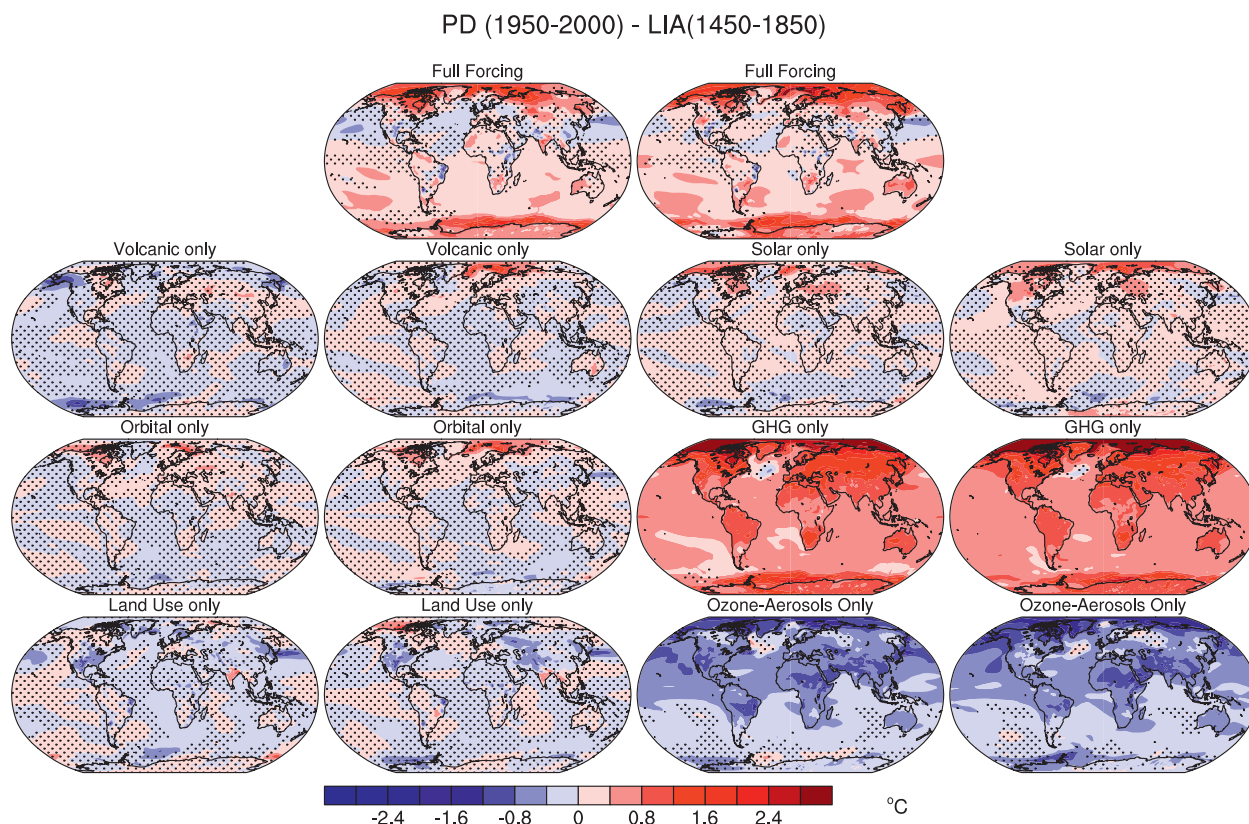 PD (1950-2000) - LIA(1450-1850)
Full Forcing Full Forcing
Volcanic only Volcanic only Solar only Solar only
Orbital only Orbital only GHG only GHG only
Land Use only Land Use only Ozone-Aerosols Only Ozone-Aerosols Only
-2.4 -1.6 -0.8 0 0.8 1.6 2.4 °C